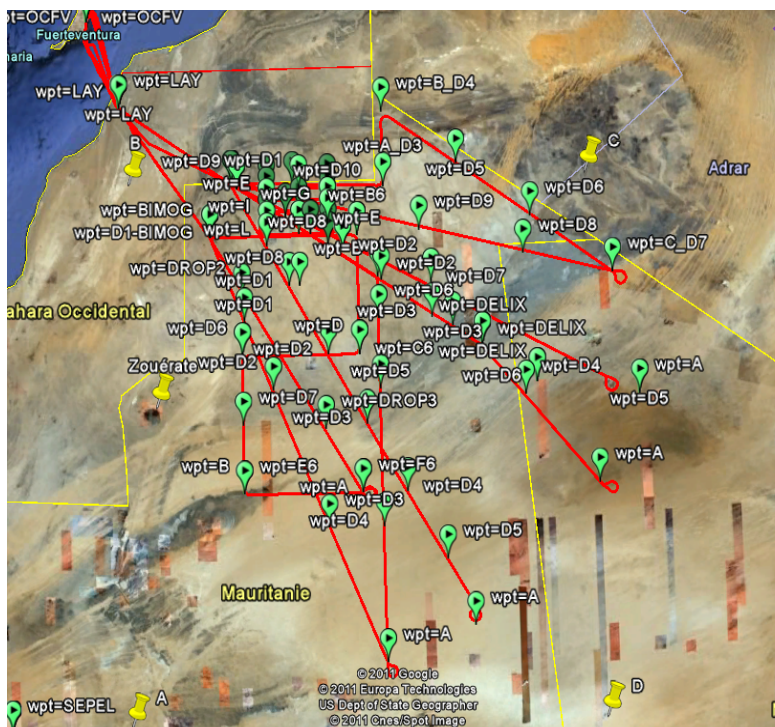 wpt=OCFV
wpt=OCFV
Fuerteventura
naria
wpt=LAY
wpt=LAY
wpt=LAY
wpt=B_D4
B
C
wpt=D9
wpt=D1
wpt=A_D3
wpt=D5
Adrar
wpt=D10
wpt=E
wpt=G
wpt=B6
wpt=D6
wpt=BIMOG
wpt=I
wpt=D9
wpt=D1-BIMOG
wpt=L
wpt=D8
wpt=E
wpt=D8
wpt=C_D7
wpt=DROP2
wpt=D8
wpt=D2
wpt=D2
wpt=D1
wpt=D7
wpt=D1
wpt=D6
wpt=D3
wpt=DELIX
ahara Occidental
wpt=D6
wpt=D
wpt=D3
wpt=DELIX
wpt=D2
wpt=D2
wpt=C6
wpt=DELIX
Zouérate
wpt=D5
wpt=D6
wpt=D4
wpt=A
wpt=D5
wpt=D7
wpt=D3
wpt=DROP3
wpt=B
wpt=E6
wpt=A
wpt=F6
wpt=D4
wpt=A
wpt=D3
wpt=D4
wpt=D5
Mauritanie
wpt=A
wpt=A
© 2011 Google
© 2011 Europa Technologies
US Dept of State Geographer
© 2011 Cnes/Spot Image
wpt=SEPEL
A
D